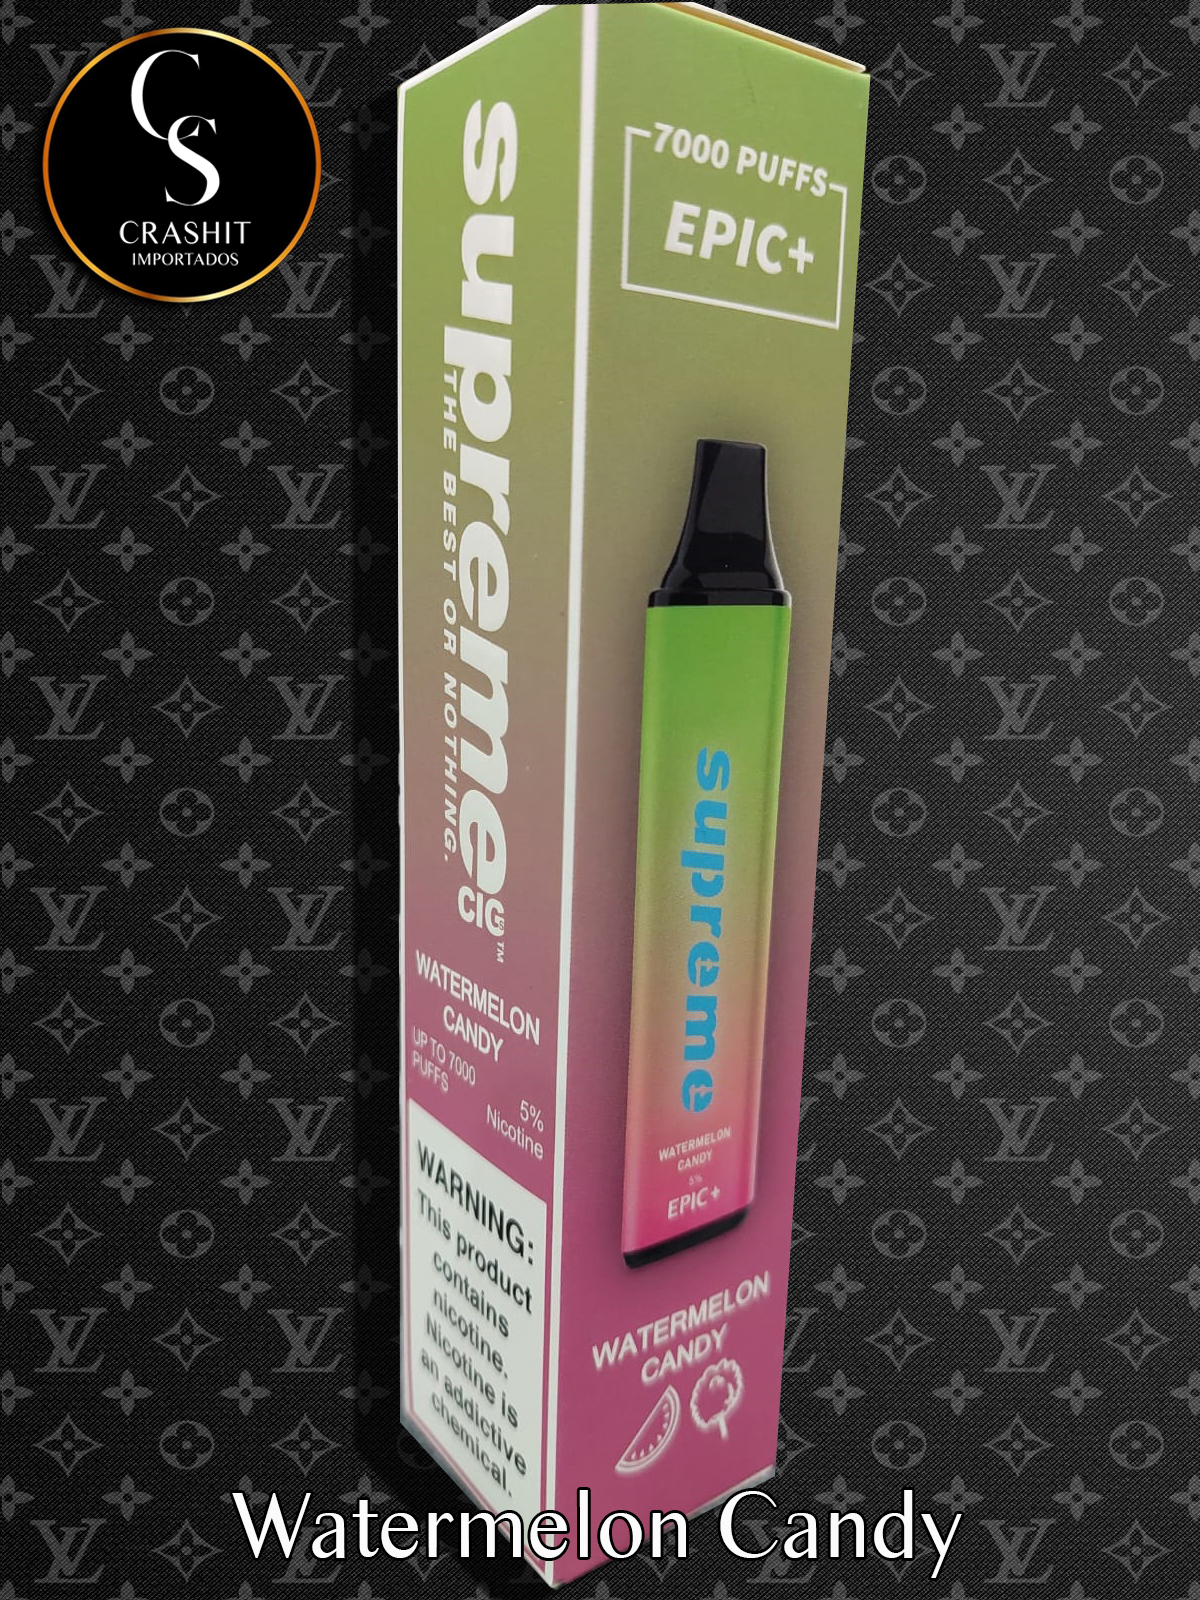 CS
CRASHIT
IMPORTADOS
7000 PUFFS
EPIC+
supreme
THE BEST OR NOTHING.
CIGS™
WATERMELON
CANDY
UP TO 7000
PUFFS
5%
Nicotine
WARNING:
This product
contains
nicotine.
Nicotine is
an addictive
chemical.
supreme
WATERMELON
CANDY
5%
EPIC+
WATERMELON
CANDY
Watermelon Candy